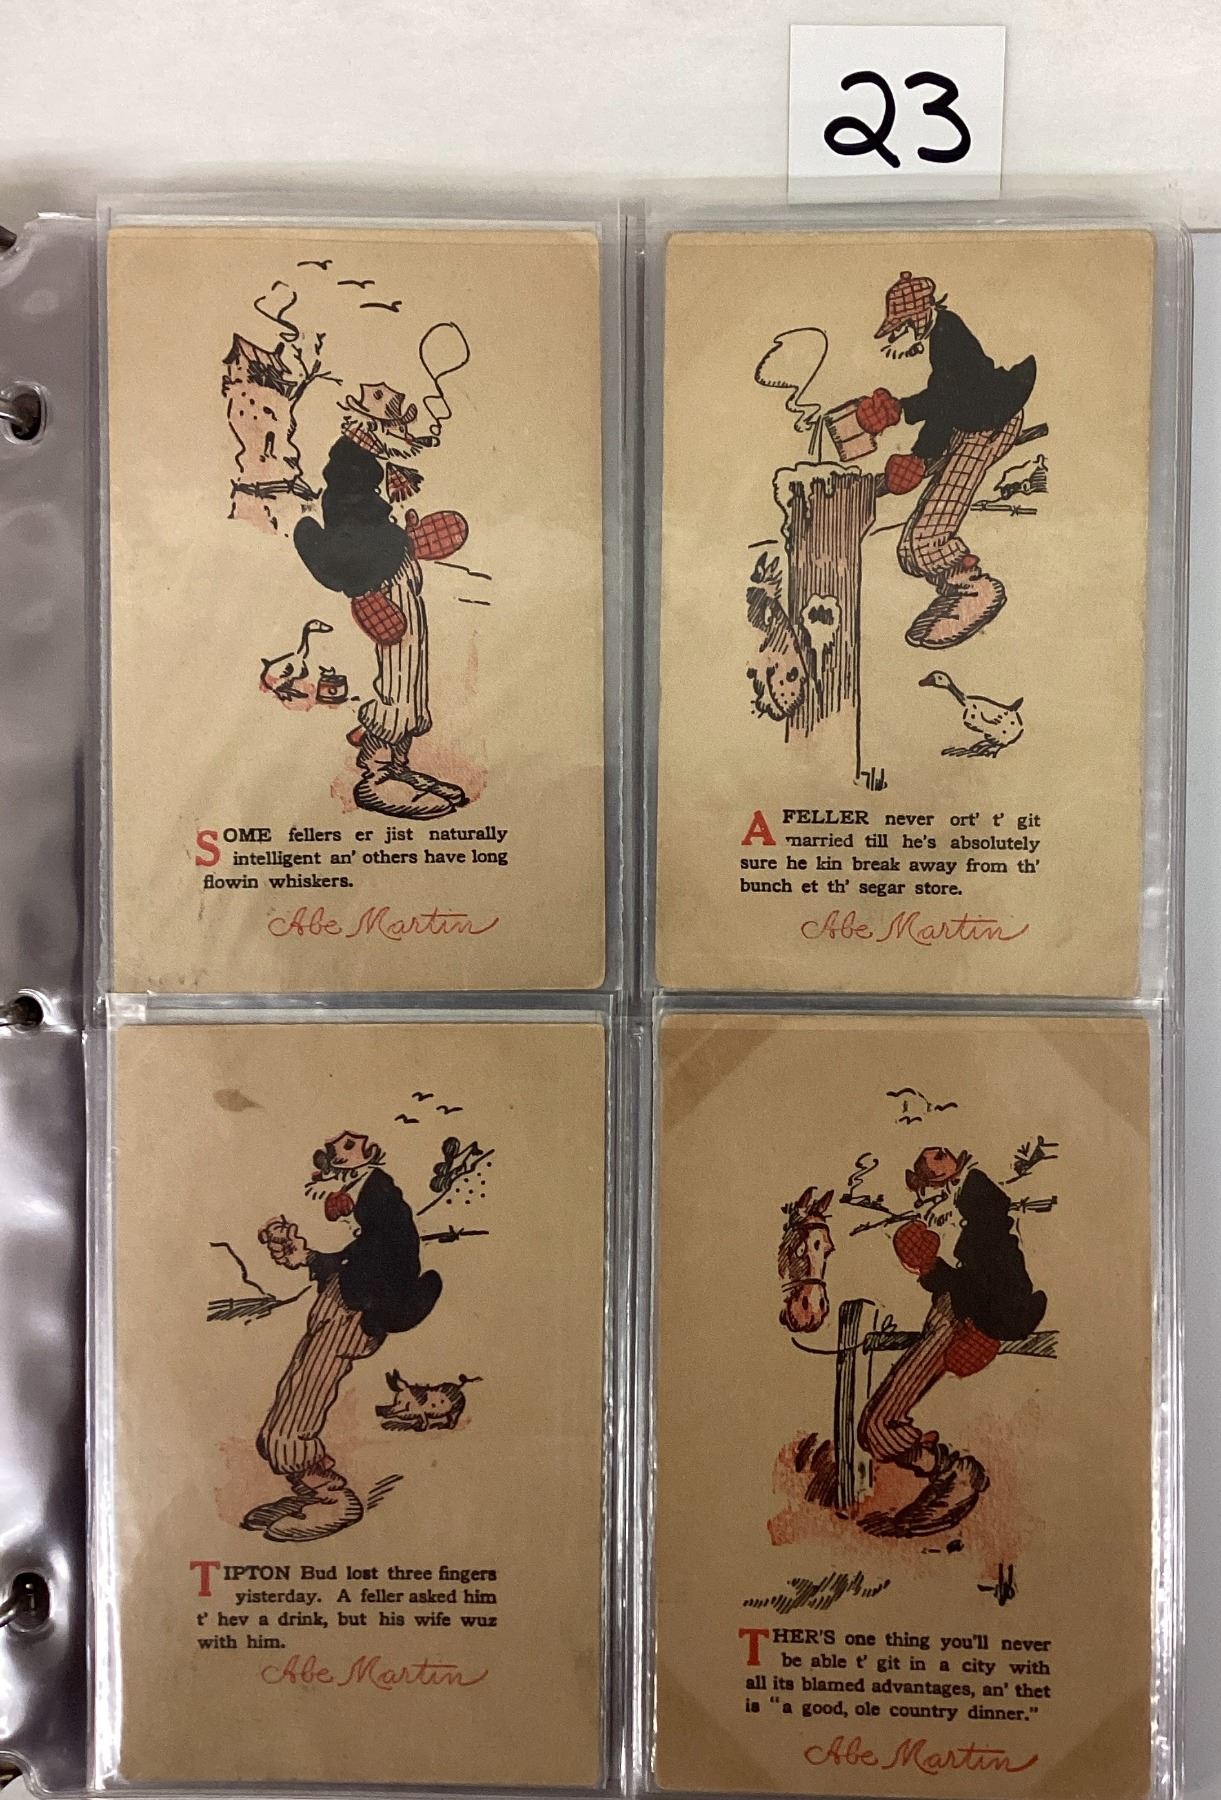 23
SOME fellers er jist naturally
intelligent an' others have long
flowin whiskers.
Abe Martin
A FELLER never ort' t' git
married till he's absolutely
sure he kin break away from th'
bunch et th' segar store.
Abe Martin
TIPTON Bud lost three fingers
yisterday. A feller asked him
t' hev a drink, but his wife wuz
with him.
Abe Martin
THER'S one thing you'll never
be able t' git in a city with
all its blamed advantages, an' thet
is "a good, ole country dinner."
Abe Martin